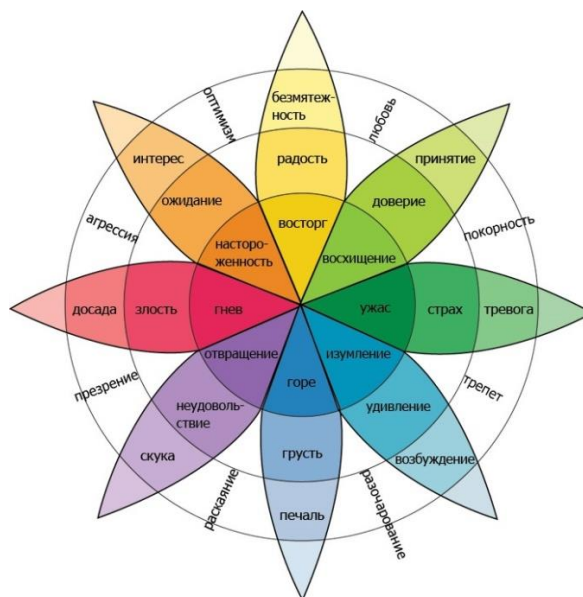 безмятеж-
ность
оптимизм
любовь
интерес
радость
принятие
ожидание
доверие
агрессия
восторг
покорность
насторо-
женность
восхищение
досада
злость
гнев
ужас
страх
тревога
отвращение
изумление
презрение
горе
трепет
неудоволь-
ствие
удивление
скука
грусть
возбуждение
раскаяние
печаль
разочарование